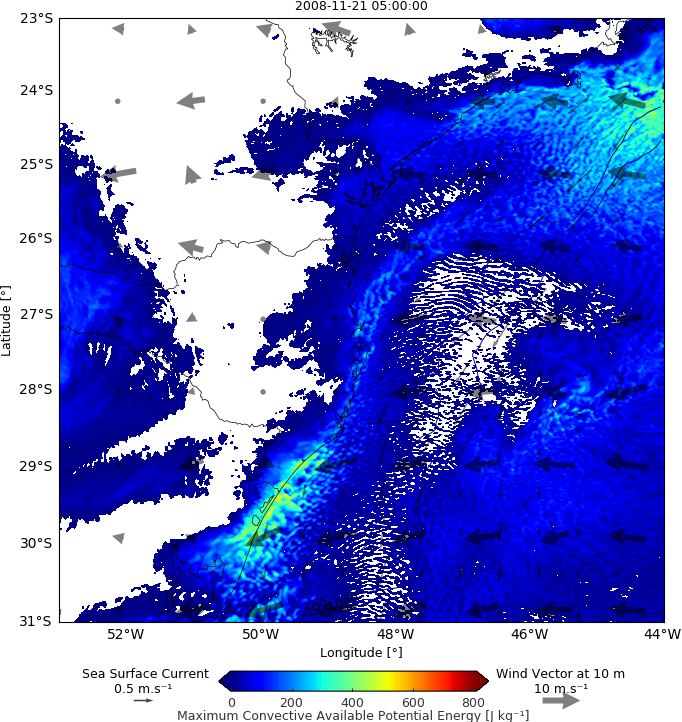 2008-11-21 05:00:00
23°S
24°S
25°S
26°S
27°S
28°S
29°S
30°S
31°S
Latitude [°]
52°W 50°W 48°W 46°W 44°W
Longitude [°]
Sea Surface Current
0.5 m.s⁻¹
Wind Vector at 10 m
10 m.s⁻¹
0 200 400 600 800
Maximum Convective Available Potential Energy [J kg⁻¹]